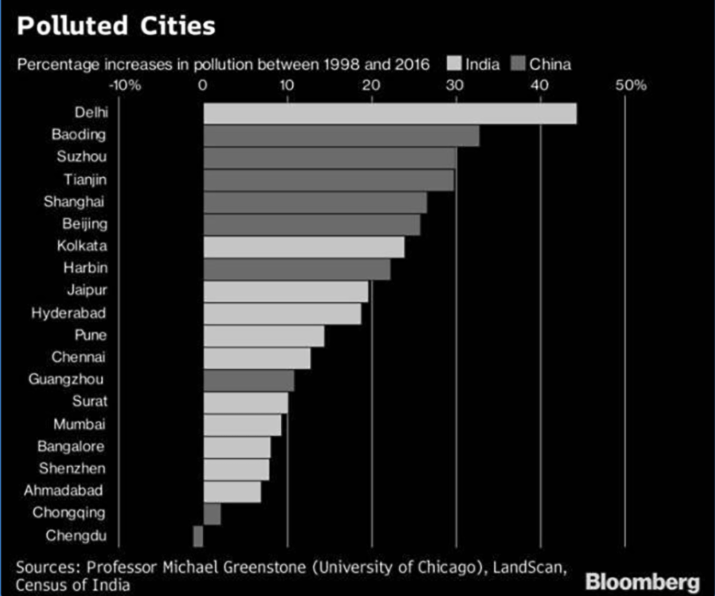 Polluted Cities
Percentage increases in pollution between 1998 and 2016 India China
-10% 0 10 20 30 40 50%
Delhi
Baoding
Suzhou
Tianjin
Shanghai
Beijing
Kolkata
Harbin
Jaipur
Hyderabad
Pune
Chennai
Guangzhou
Surat
Mumbai
Bangalore
Shenzhen
Ahmadabad
Chongqing
Chengdu
Sources: Professor Michael Greenstone (University of Chicago), LandScan,
Census of India
Bloomberg